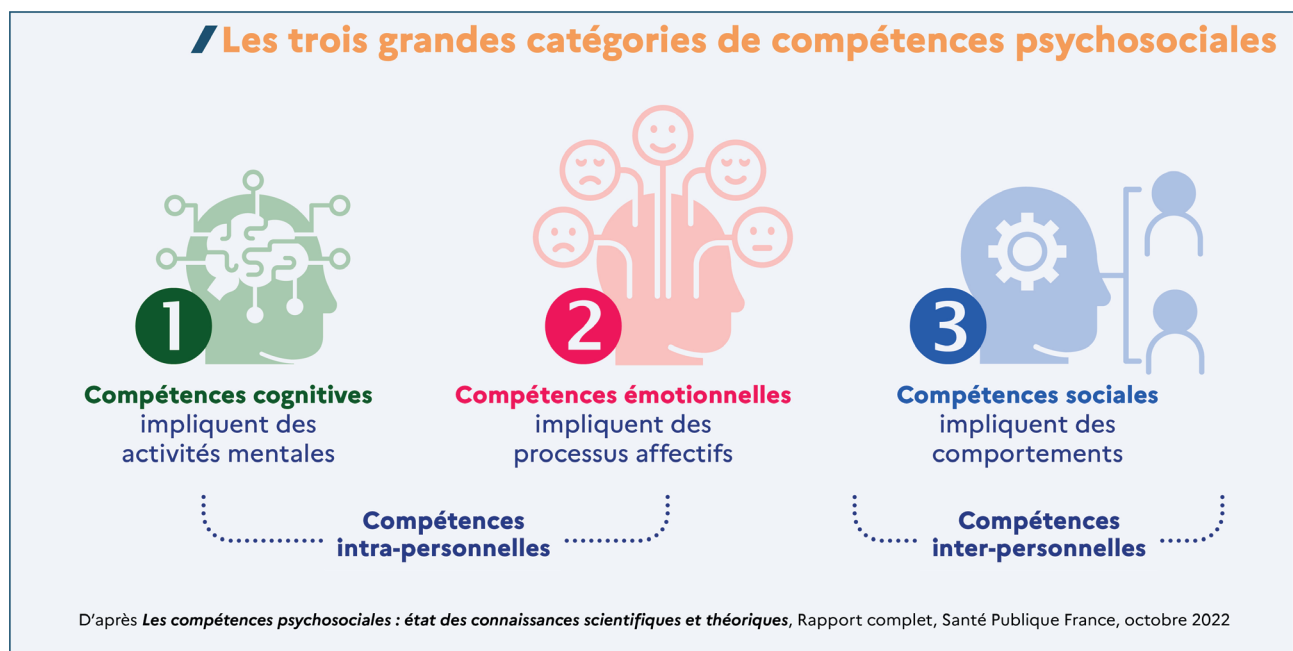 Les trois grandes catégories de compétences psychosociales
1
Compétences cognitives
impliquent des
activités mentales
2
Compétences émotionnelles
impliquent des
processus affectifs
3
Compétences sociales
impliquent des
comportements
Compétences
intra-personnelles
Compétences
inter-personnelles
D’après Les compétences psychosociales : état des connaissances scientifiques et théoriques, Rapport complet, Santé Publique France, octobre 2022